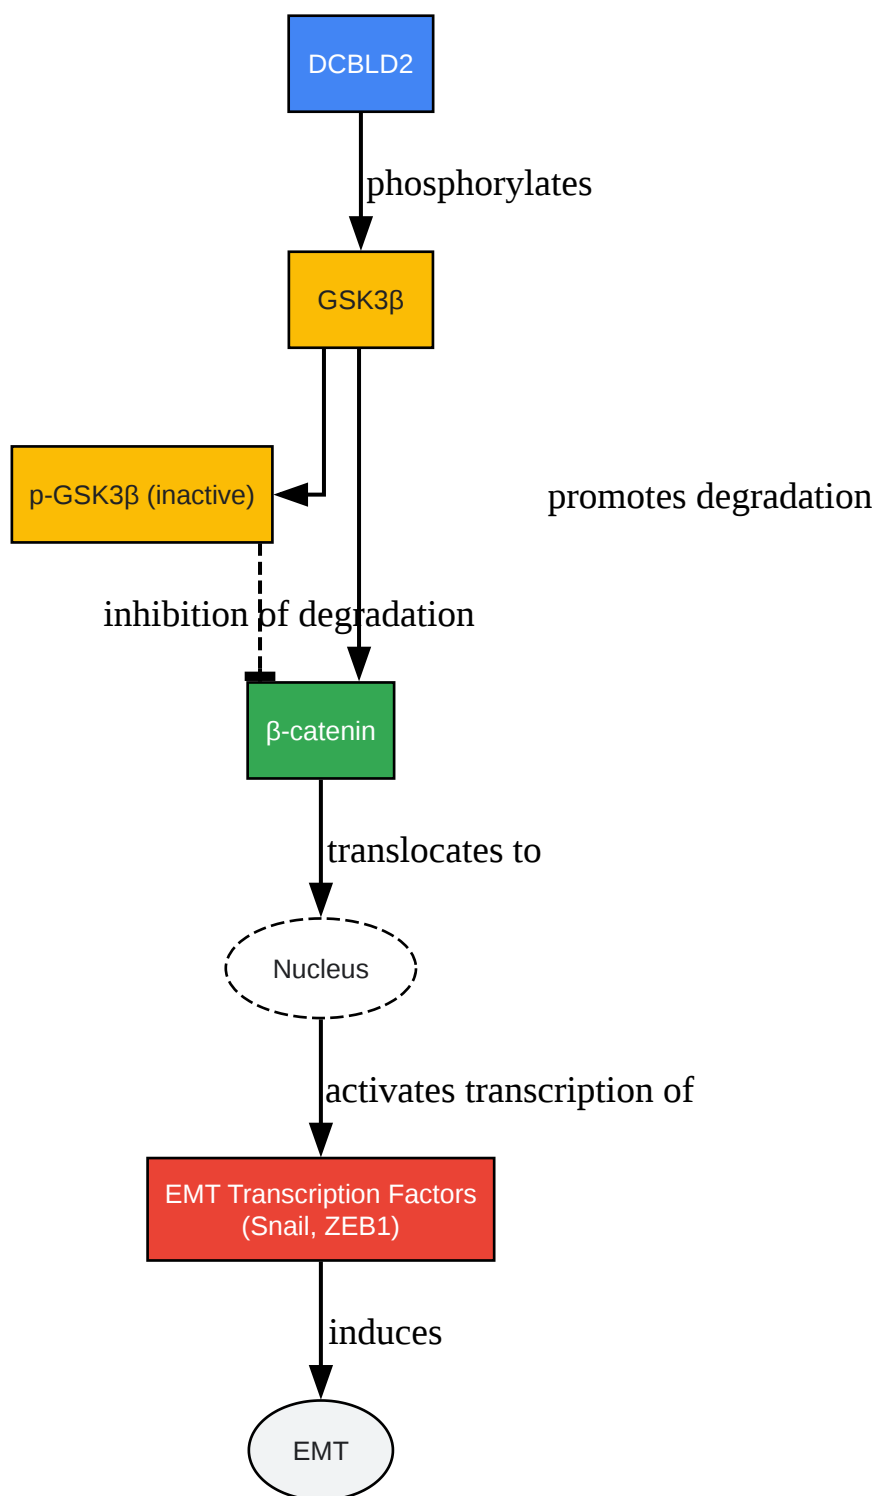 DCBLD2
phosphorylates
GSK3β
p-GSK3β (inactive)
promotes degradation
inhibition of degradation
β-catenin
translocates to
Nucleus
activates transcription of
EMT Transcription Factors
(Snail, ZEB1)
induces
EMT